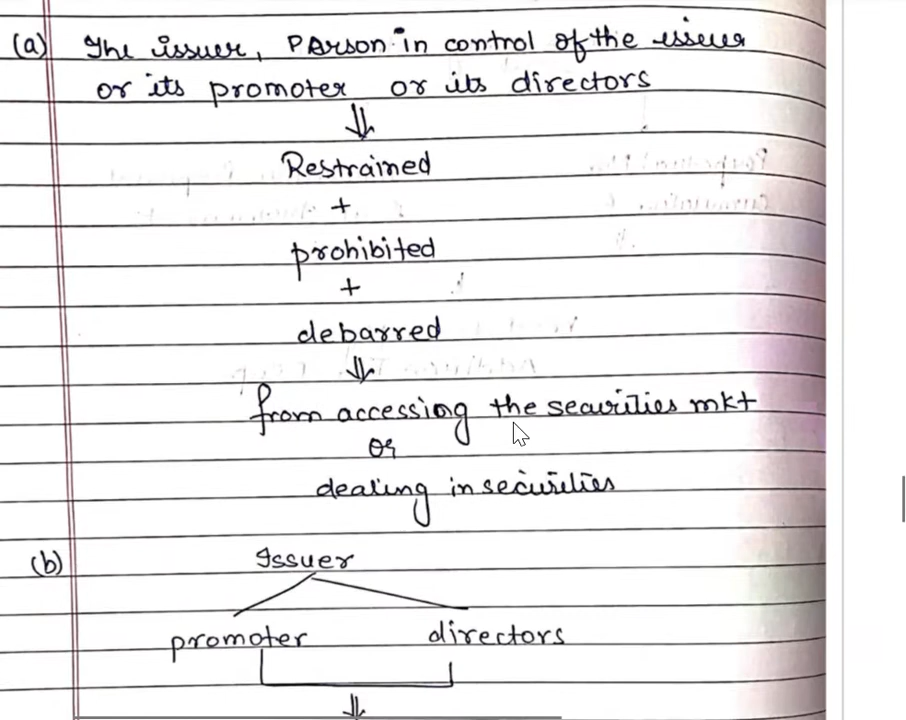 (a) The issuer, PArson in control of the issuer
or its promoter or its directors
⇓
Restrained
+
prohibited
+
debarred
⇓
from accessing the securities mkt
or
dealing in securities
(b) Issuer
promoter directors
⇓